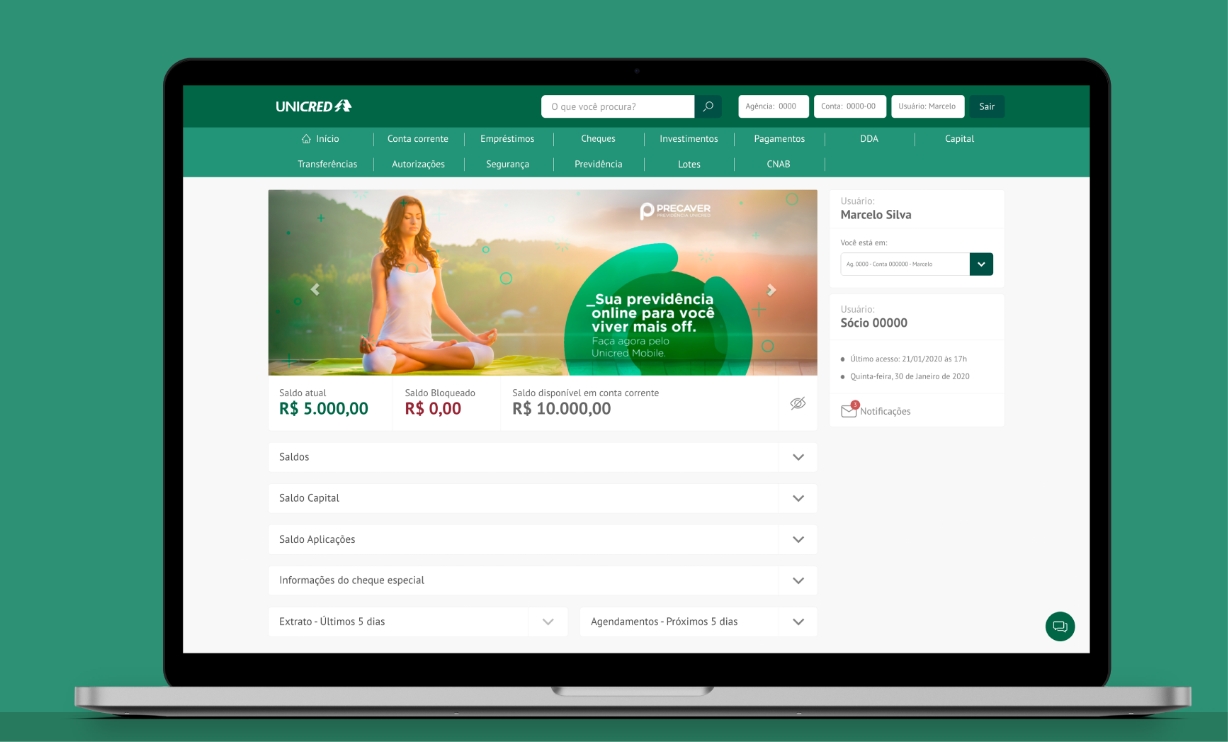 UNICRED
O que você procura?
Agência: 0000
Conta: 0000-00
Usuário: Marcelo
Sair
Início
Conta corrente
Empréstimos
Cheques
Investimentos
Pagamentos
DDA
Capital
Transferências
Autorizações
Segurança
Previdência
Lotes
CNAB
PRECAVER
PREVIDÊNCIA UNICRED
_Sua previdência
online para você
viver mais off.
Faça agora pelo
Unicred Mobile.
Usuário:
Marcelo Silva
Você está em:
Ag. 0000 - Conta 000000 - Marcelo
Usuário:
Sócio 00000
Último acesso: 21/01/2020 às 17h
Quinta-feira, 30 de Janeiro de 2020
3
Notificações
Saldo atual
R$ 5.000,00
Saldo Bloqueado
R$ 0,00
Saldo disponível em conta corrente
R$ 10.000,00
Saldos
Saldo Capital
Saldo Aplicações
Informações do cheque especial
Extrato - Últimos 5 dias
Agendamentos - Próximos 5 dias